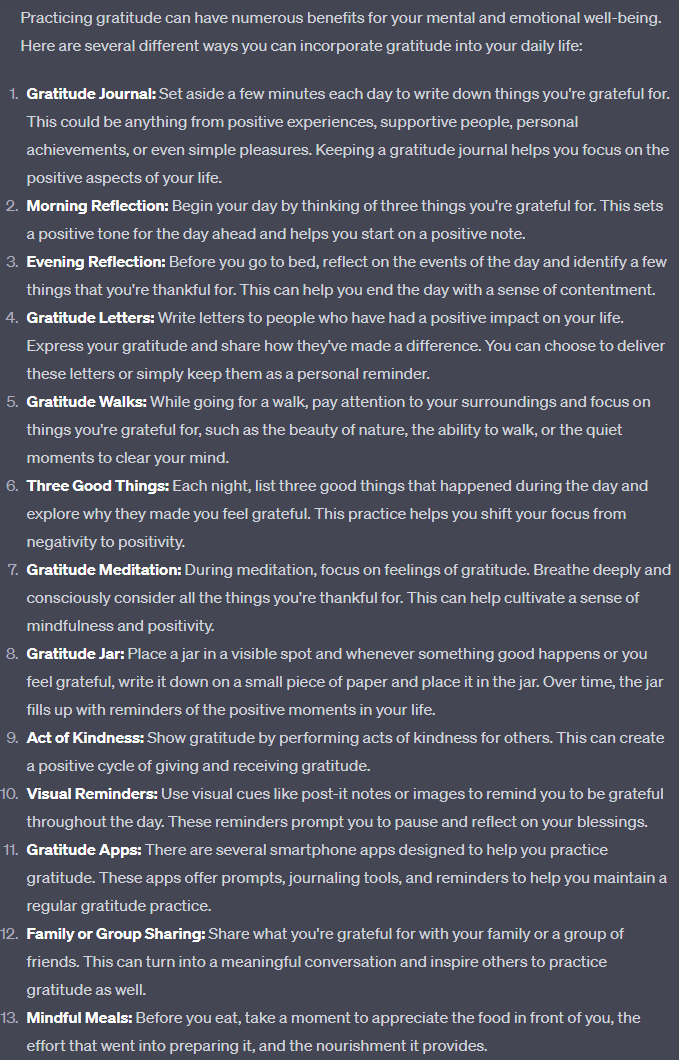 Practicing gratitude can have numerous benefits for your mental and emotional well-being.
Here are several different ways you can incorporate gratitude into your daily life:
1. Gratitude Journal: Set aside a few minutes each day to write down things you're grateful for.
This could be anything from positive experiences, supportive people, personal
achievements, or even simple pleasures. Keeping a gratitude journal helps you focus on the
positive aspects of your life.
2. Morning Reflection: Begin your day by thinking of three things you're grateful for. This sets
a positive tone for the day ahead and helps you start on a positive note.
3. Evening Reflection: Before you go to bed, reflect on the events of the day and identify a few
things that you're thankful for. This can help you end the day with a sense of contentment.
4. Gratitude Letters: Write letters to people who have had a positive impact on your life.
Express your gratitude and share how they've made a difference. You can choose to deliver
these letters or simply keep them as a personal reminder.
5. Gratitude Walks: While going for a walk, pay attention to your surroundings and focus on
things you're grateful for, such as the beauty of nature, the ability to walk, or the quiet
moments to clear your mind.
6. Three Good Things: Each night, list three good things that happened during the day and
explore why they made you feel grateful. This practice helps you shift your focus from
negativity to positivity.
7. Gratitude Meditation: During meditation, focus on feelings of gratitude. Breathe deeply and
consciously consider all the things you're thankful for. This can help cultivate a sense of
mindfulness and positivity.
8. Gratitude Jar: Place a jar in a visible spot and whenever something good happens or you
feel grateful, write it down on a small piece of paper and place it in the jar. Over time, the jar
fills up with reminders of the positive moments in your life.
9. Act of Kindness: Show gratitude by performing acts of kindness for others. This can create
a positive cycle of giving and receiving gratitude.
10. Visual Reminders: Use visual cues like post-it notes or images to remind you to be grateful
throughout the day. These reminders prompt you to pause and reflect on your blessings.
11. Gratitude Apps: There are several smartphone apps designed to help you practice
gratitude. These apps offer prompts, journaling tools, and reminders to help you maintain a
regular gratitude practice.
12. Family or Group Sharing: Share what you're grateful for with your family or a group of
friends. This can turn into a meaningful conversation and inspire others to practice
gratitude as well.
13. Mindful Meals: Before you eat, take a moment to appreciate the food in front of you, the
effort that went into preparing it, and the nourishment it provides.